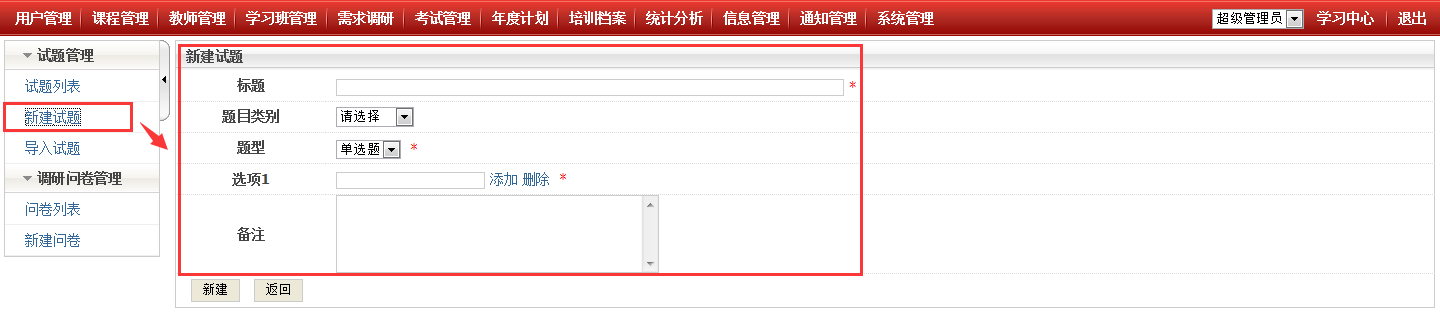 用户管理 课程管理 教师管理 学习班管理 需求调研 考试管理 年度计划 培训档案 统计分析 信息管理 通知管理 系统管理 超级管理员 学习中心 退出
试题管理
试题列表
新建试题
导入试题
调研问卷管理
问卷列表
新建问卷
新建试题
标题 *
题目类别 请选择
题型 单选题 *
选项1 添加 删除 *
备注
新建 返回